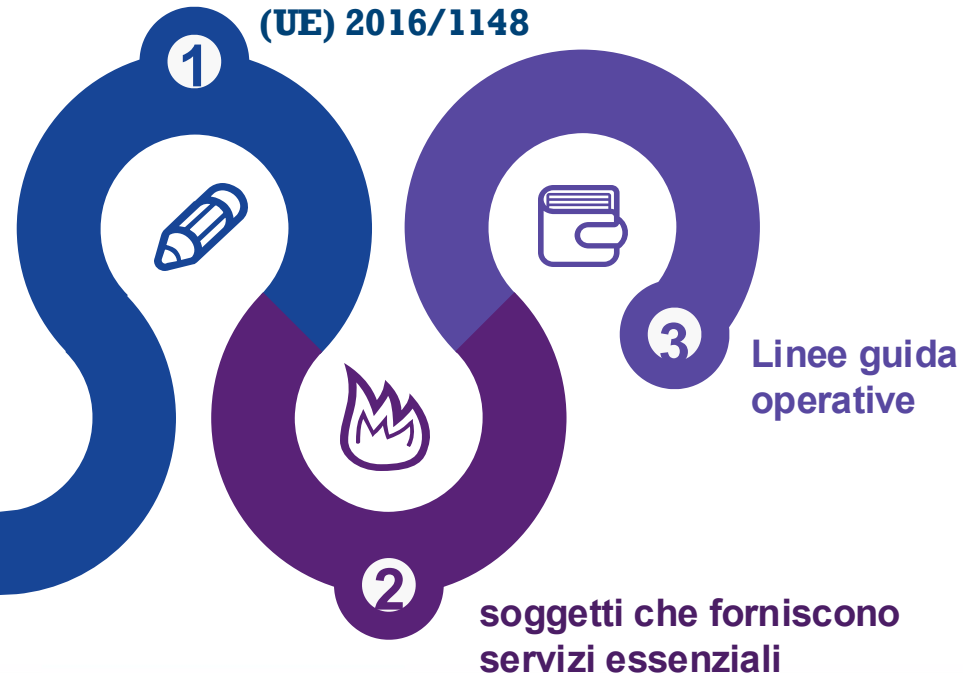 (UE) 2016/1148
1
3
Linee guida
operative
2
soggetti che forniscono
servizi essenziali